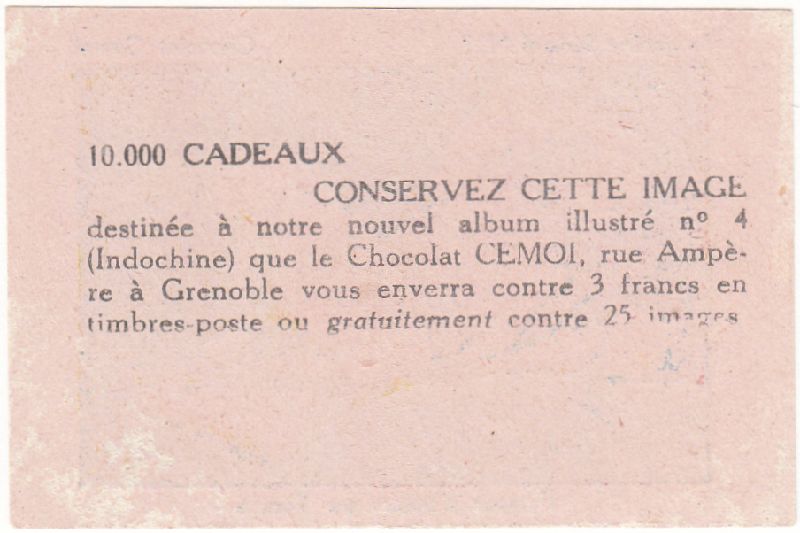 10.000 CADEAUX
CONSERVEZ CETTE IMAGE
destinée à notre nouvel album illustré nº 4
(Indochine) que le Chocolat CEMOI, rue Ampè-
re à Grenoble vous enverra contre 3 francs en
timbres-poste ou gratuitement contre 25 images